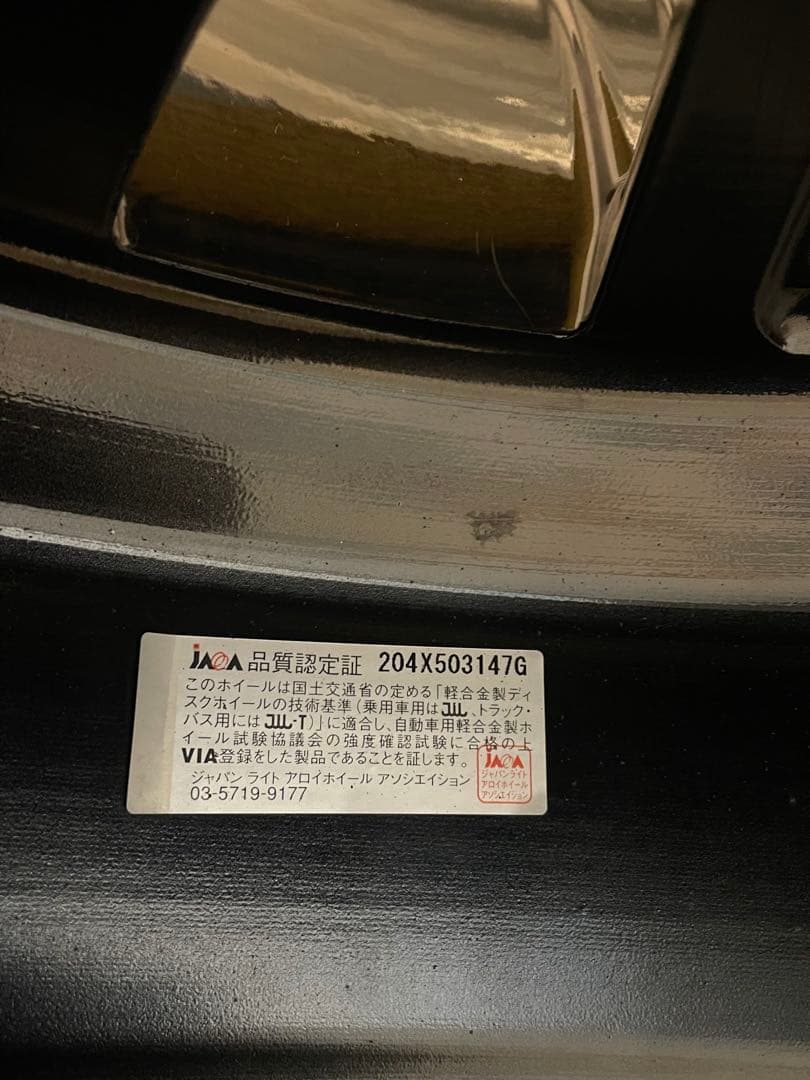 JAWA 品質認定証 204X503147G
このホイールは国土交通省の定める「軽合金製ディ
スクホイールの技術基準(乗用車用はJWL、トラック・
バス用にはJWL-T)」に適合し、自動車用軽合金製ホ
イール試験協議会の強度確認試験に合格の上
VIA登録をした製品であることを証します。
ジャパン ライト アロイホイール アソシエイション
03-5719-9177
JAWA
ジャパンライト
アロイホイール
アソシエイション